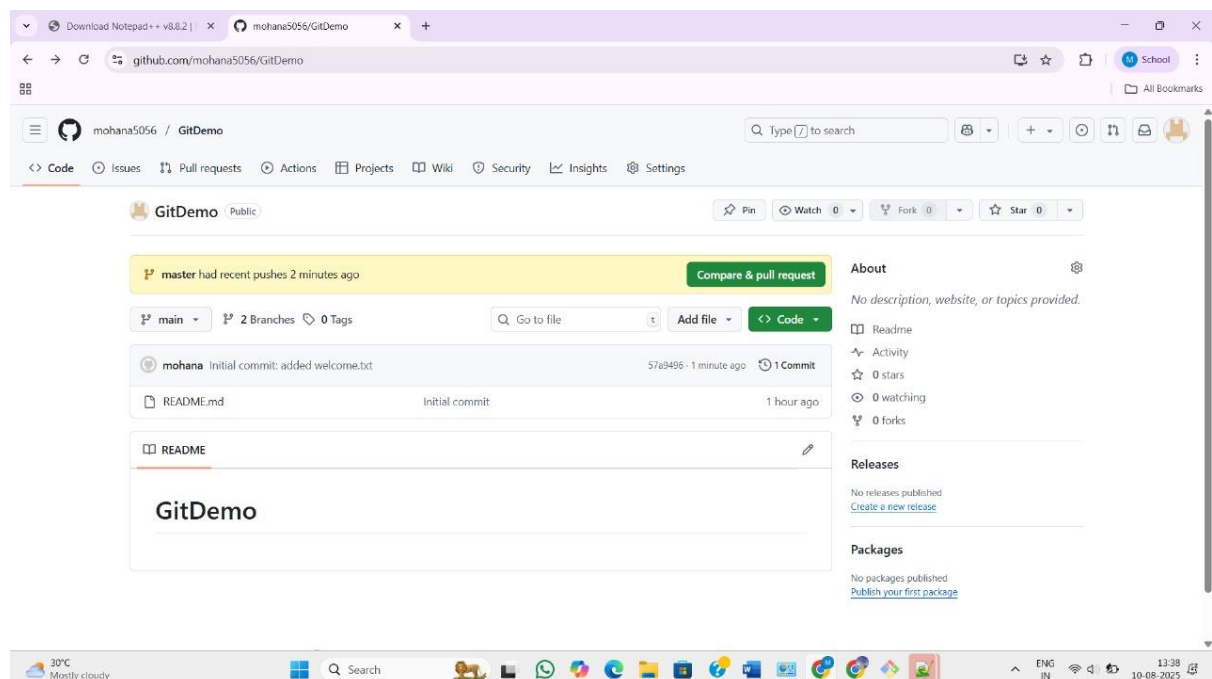 Download Notepad++ v8.8.2 |
mohana5056/GitDemo
github.com/mohana5056/GitDemo
M School
All Bookmarks
mohana5056 / GitDemo
Type / to search
<> Code Issues Pull requests Actions Projects Wiki Security Insights Settings
GitDemo Public
Pin Watch 0 Fork 0 Star 0
master had recent pushes 2 minutes ago
Compare & pull request
main 2 Branches 0 Tags
Go to file t
Add file
<> Code
mohana Initial commit: added welcome.txt 57a9496 · 1 minute ago 1 Commit
README.md Initial commit 1 hour ago
README
GitDemo
About
No description, website, or topics provided.
Readme
Activity
0 stars
0 watching
0 forks
Releases
No releases published
Create a new release
Packages
No packages published
Publish your first package
30°C
Mostly cloudy
Search
ENG
IN
13:38
10-08-2025